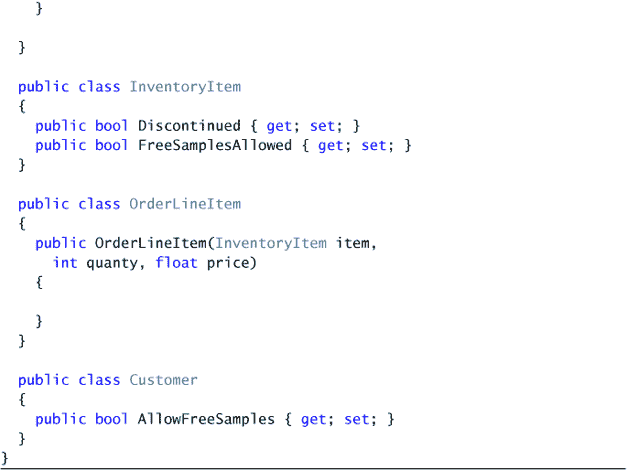 }
}
public class InventoryItem
{
public bool Discontinued { get; set; }
public bool FreeSamplesAllowed { get; set; }
}
public class OrderLineItem
{
public OrderLineItem(InventoryItem item,
int quanty, float price)
{
}
}
public class Customer
{
public bool AllowFreeSamples { get; set; }
}
}